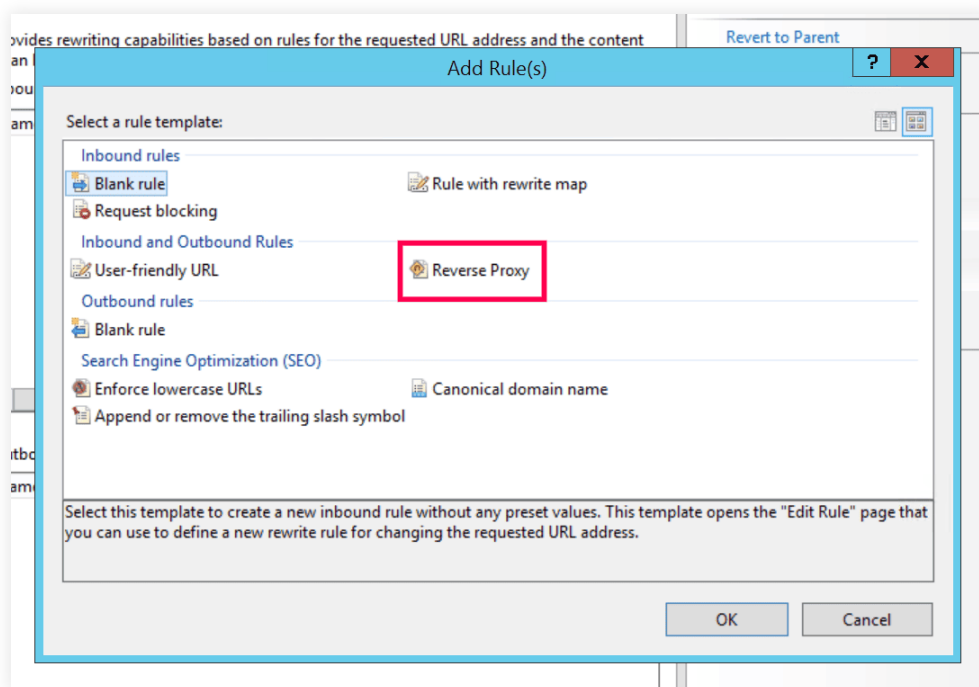 ovides rewriting capabilities based on rules for the requested URL address and the content
Revert to Parent
Add Rule(s)
?
X
Select a rule template:
Inbound rules
Blank rule
Rule with rewrite map
Request blocking
Inbound and Outbound Rules
User-friendly URL
Reverse Proxy
Outbound rules
Blank rule
Search Engine Optimization (SEO)
Enforce lowercase URLs
Canonical domain name
Append or remove the trailing slash symbol
Select this template to create a new inbound rule without any preset values. This template opens the "Edit Rule" page that
you can use to define a new rewrite rule for changing the requested URL address.
OK
Cancel